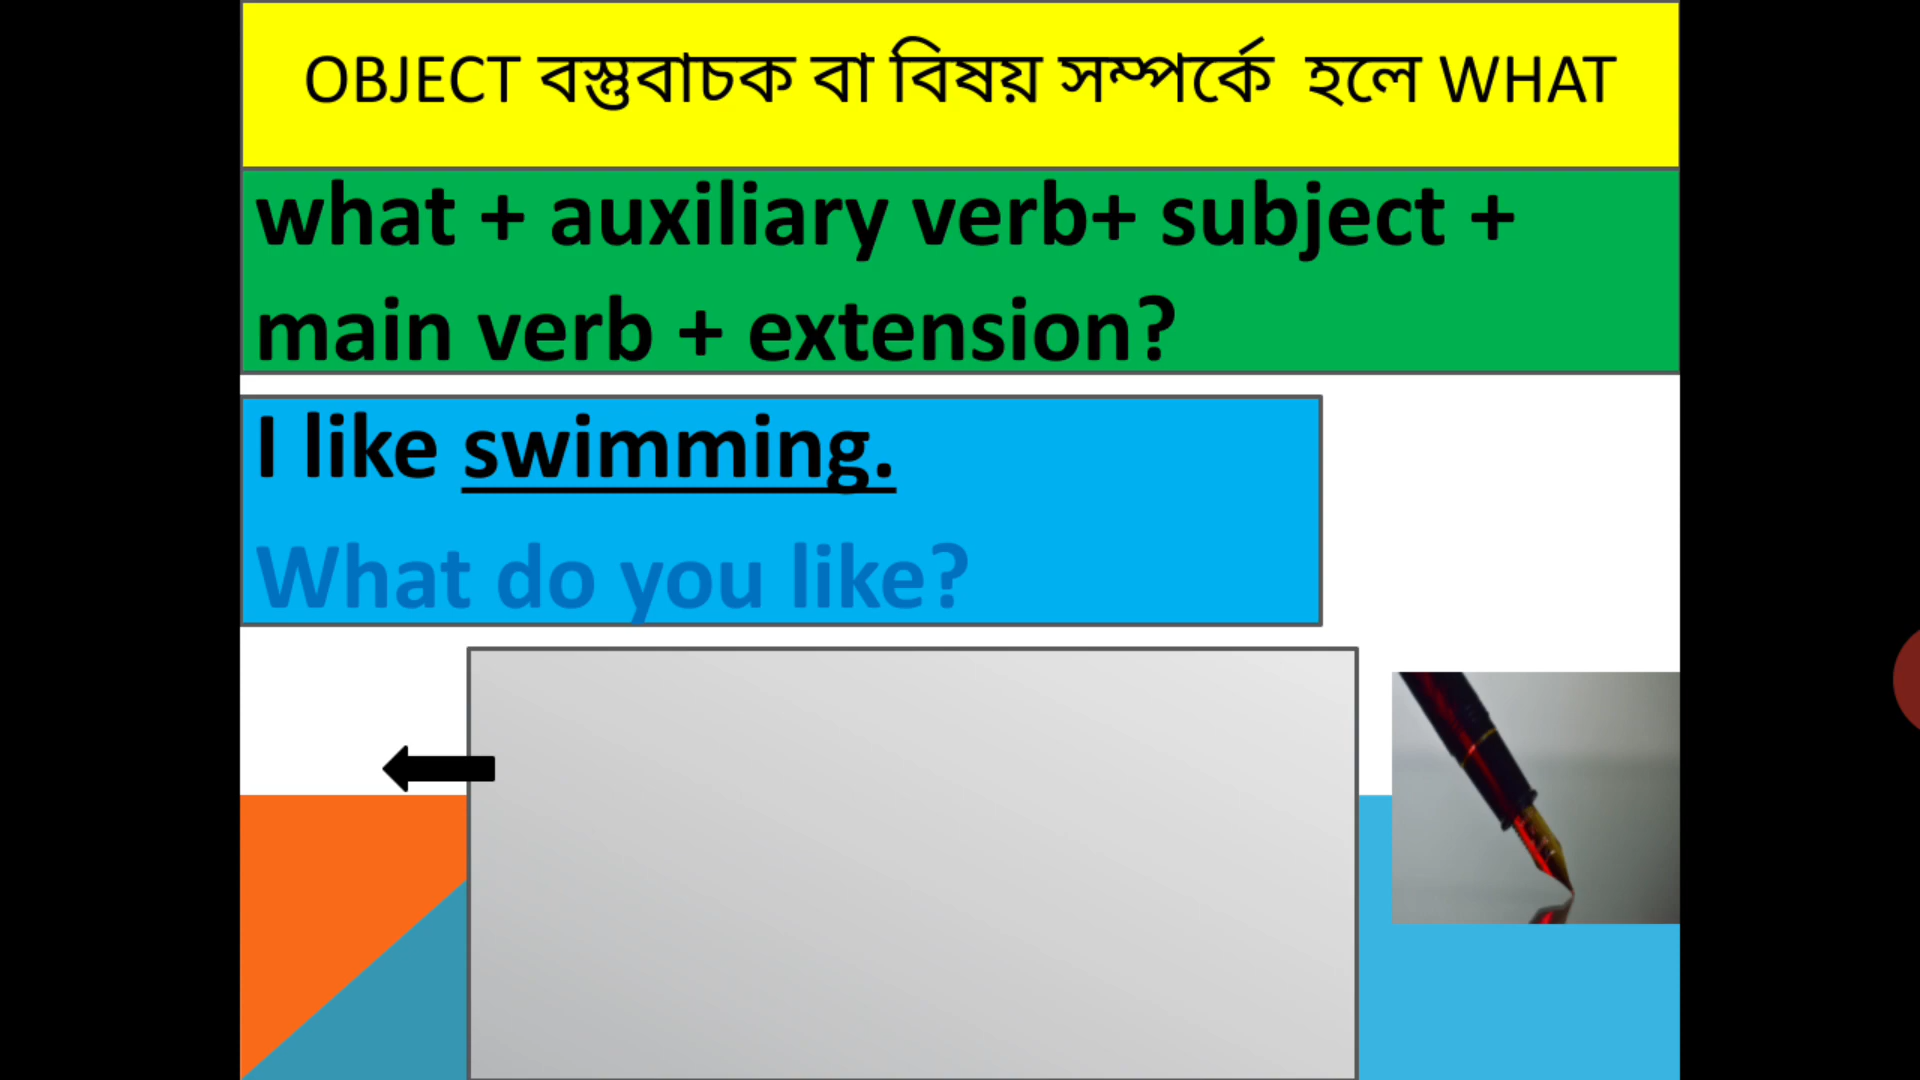 OBJECT বস্তুবাচক বা বিষয় সম্পর্কে হলে WHAT
what + auxiliary verb+ subject +
main verb + extension?
I like swimming.
What do you like?